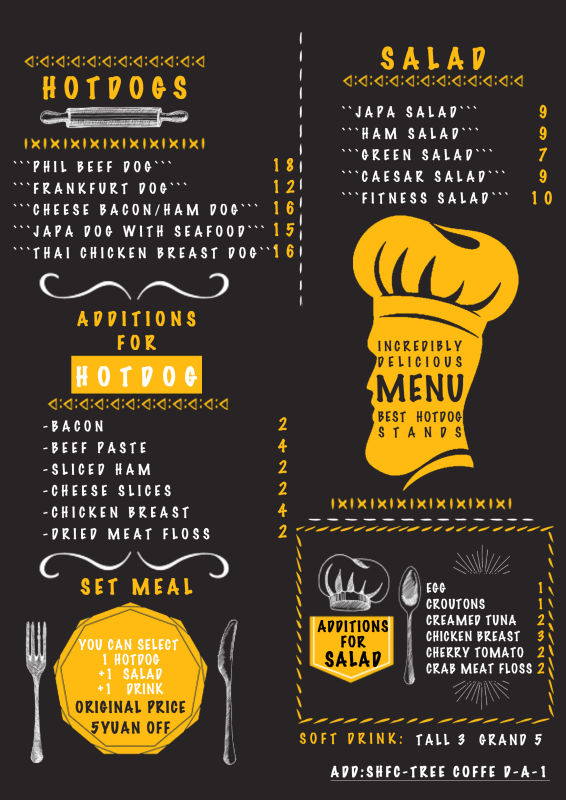 HOTDOGS
```PHIL BEEF DOG``` 18
```FRANKFURT DOG``` 12
```CHEESE BACON/HAM DOG``` 16
```JAPA DOG WITH SEAFOOD``` 15
```THAI CHICKEN BREAST DOG``` 16
ADDITIONS
FOR
HOTDOG
-BACON 2
-BEEF PASTE 4
-SLICED HAM 2
-CHEESE SLICES 2
-CHICKEN BREAST 4
-DRIED MEAT FLOSS 2
SET MEAL
YOU CAN SELECT
1 HOTDOG
+1 SALAD
+1 DRINK
ORIGINAL PRICE
5YUAN OFF
SALAD
```JAPA SALAD``` 9
```HAM SALAD``` 9
```GREEN SALAD``` 7
```CAESAR SALAD``` 9
```FITNESS SALAD``` 10
INCREDIBLY
DELICIOUS
MENU
BEST HOTDOG
STANDS
ADDITIONS
FOR
SALAD
EGG 1
CROUTONS 1
CREAMED TUNA 2
CHICKEN BREAST 3
CHERRY TOMATO 2
CRAB MEAT FLOSS 2
SOFT DRINK: TALL 3 GRAND 5
ADD:SHFC-TREE COFFE D-A-1